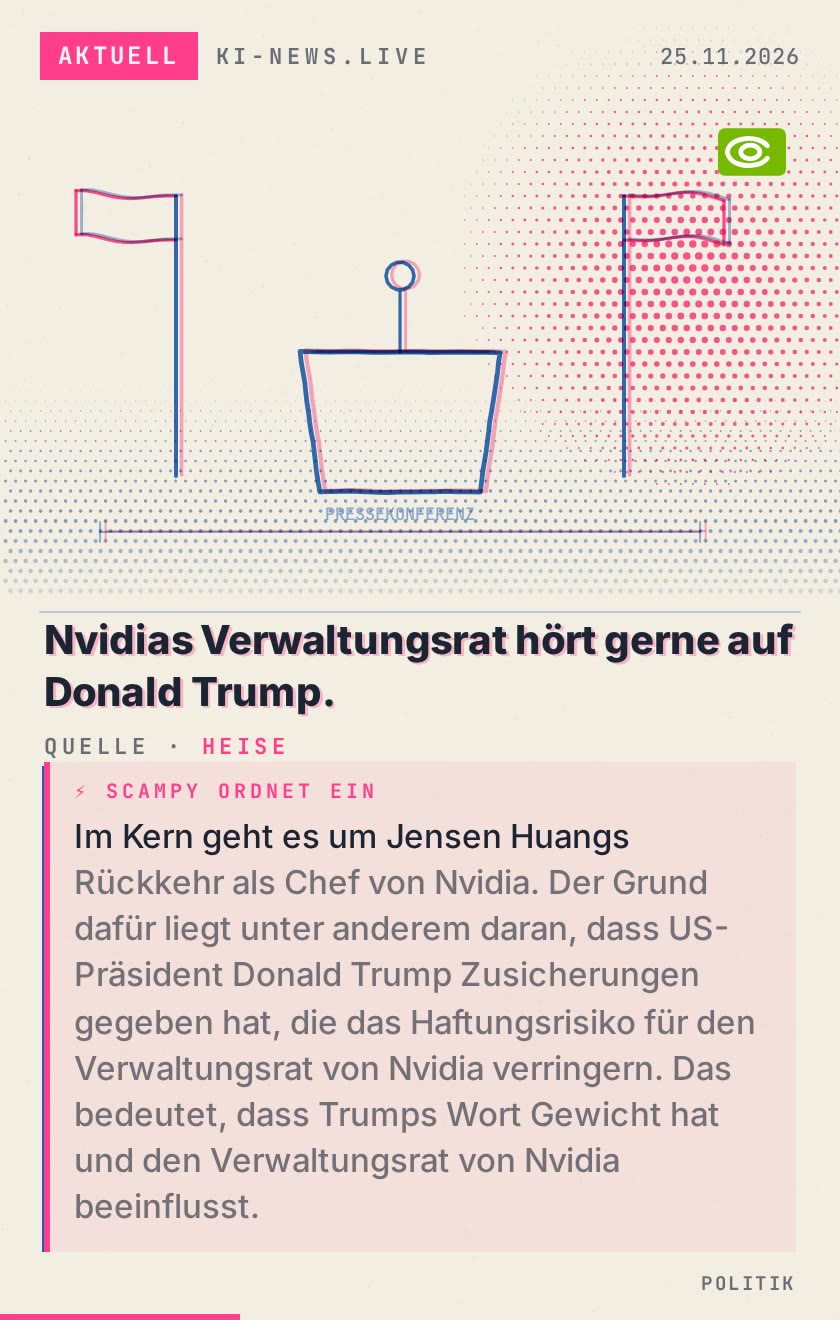 AKTUELL KI-NEWS.LIVE 25.11.2026
PRESSEKONFERENZ
Nvidias Verwaltungsrat hört gerne auf
Donald Trump.
QUELLE · HEISE
⚡ SCAMPY ORDNET EIN
Im Kern geht es um Jensen Huangs
Rückkehr als Chef von Nvidia. Der Grund
dafür liegt unter anderem daran, dass US-
Präsident Donald Trump Zusicherungen
gegeben hat, die das Haftungsrisiko für den
Verwaltungsrat von Nvidia verringern. Das
bedeutet, dass Trumps Wort Gewicht hat
und den Verwaltungsrat von Nvidia
beeinflusst.
POLITIK